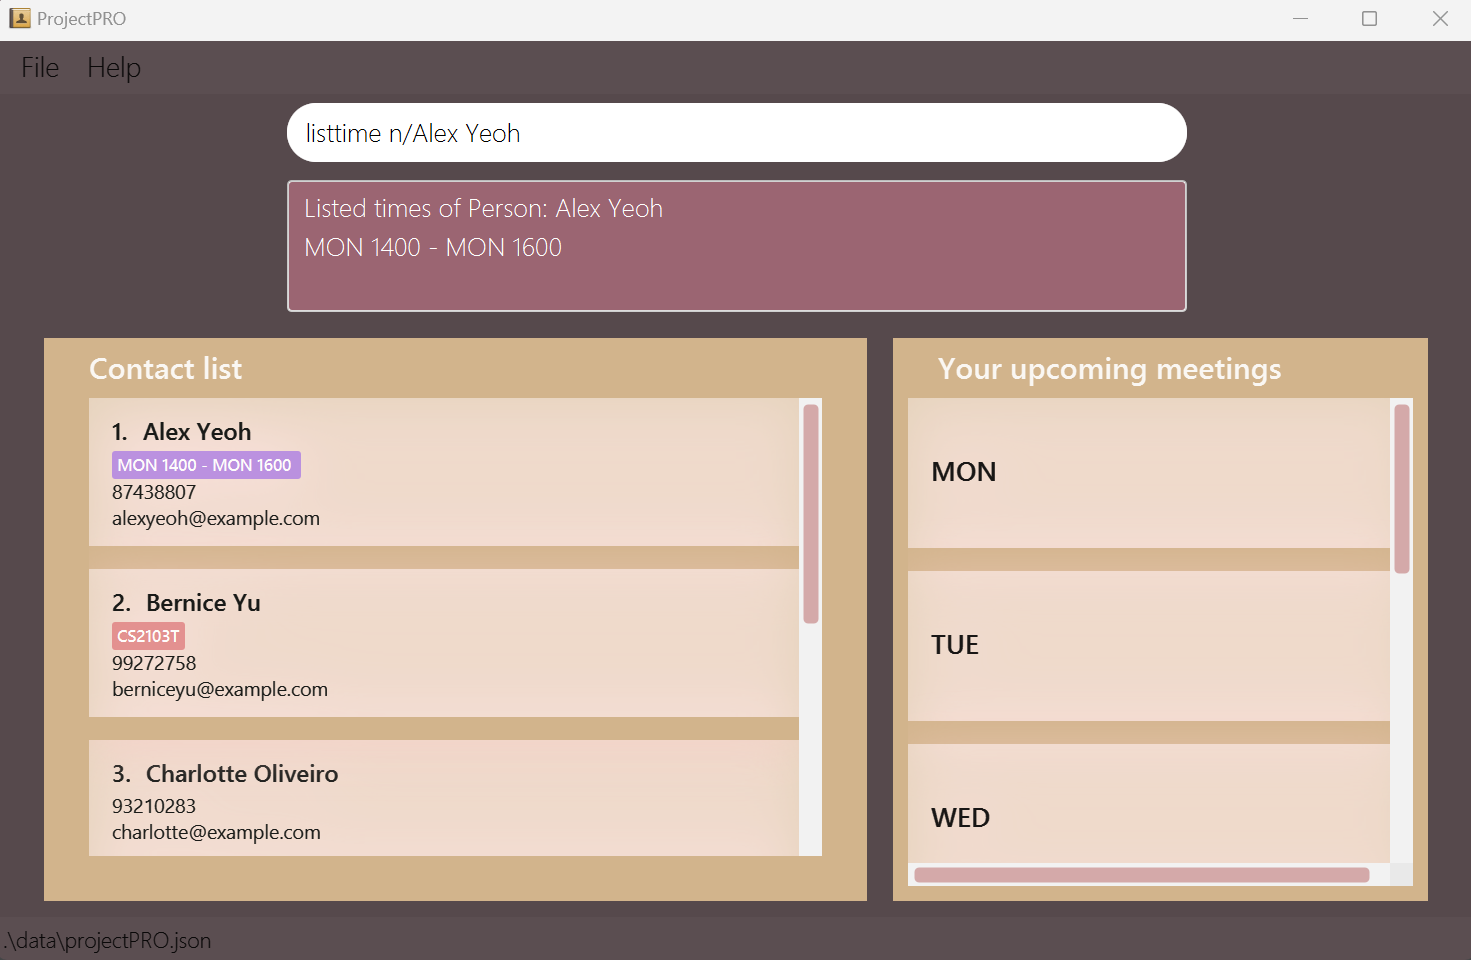 ProjectPRO
File Help
listtime n/Alex Yeoh
Listed times of Person: Alex Yeoh
MON 1400 - MON 1600
Contact list
1. Alex Yeoh
MON 1400 - MON 1600
87438807
alexyeoh@example.com
2. Bernice Yu
CS2103T
99272758
berniceyu@example.com
3. Charlotte Oliveiro
93210283
charlotte@example.com
Your upcoming meetings
MON
TUE
WED
.\data\projectPRO.json